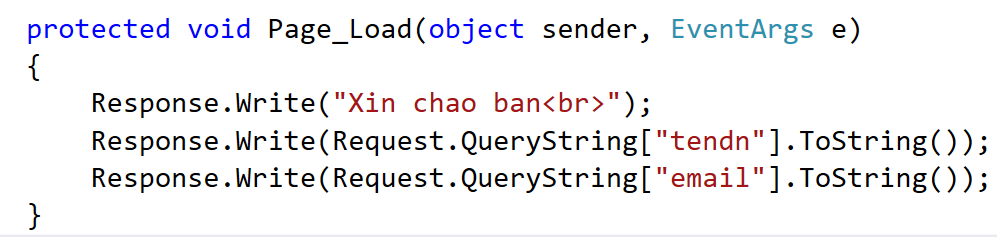 protected void Page_Load(object sender, EventArgs e)
{
    Response.Write("Xin chao ban<br>");
    Response.Write(Request.QueryString["tendn"].ToString());
    Response.Write(Request.QueryString["email"].ToString());
}